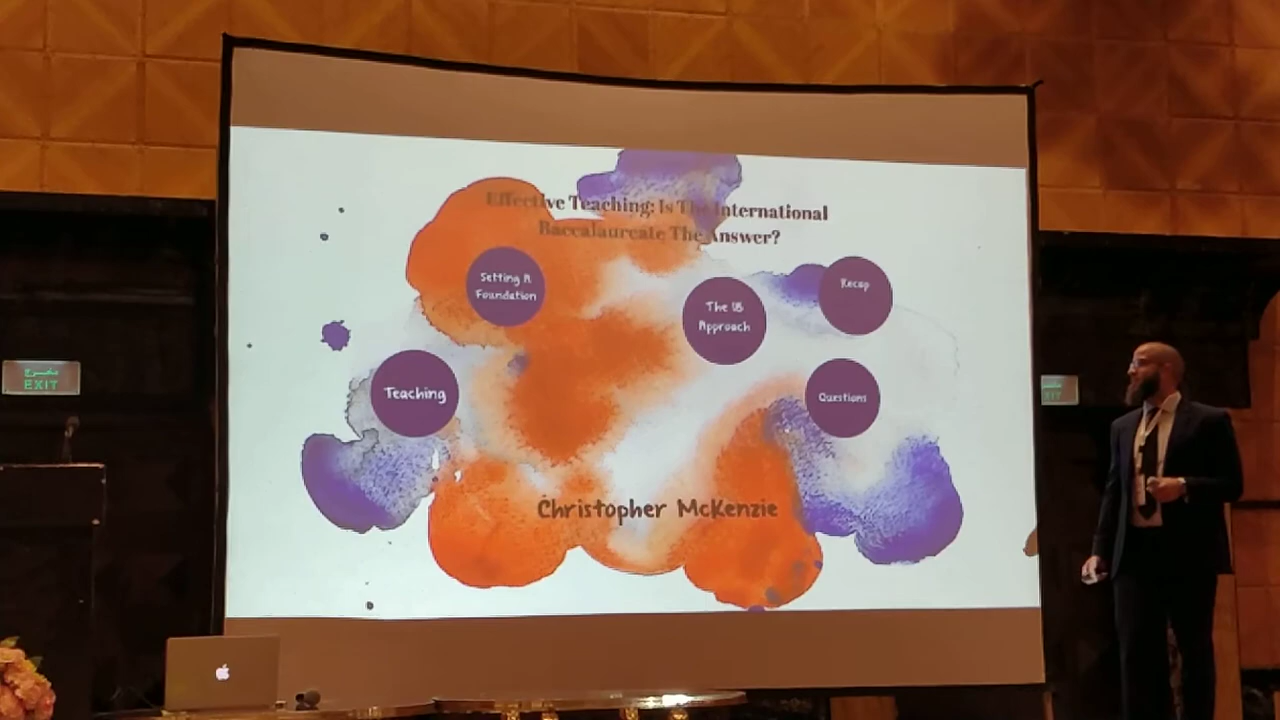 Effective Teaching: Is The International
Baccalaureate The Answer?
Setting A
Foundation
The IB
Approach
Recap
Teaching
Questions
Christopher McKenzie
مخرج
EXIT